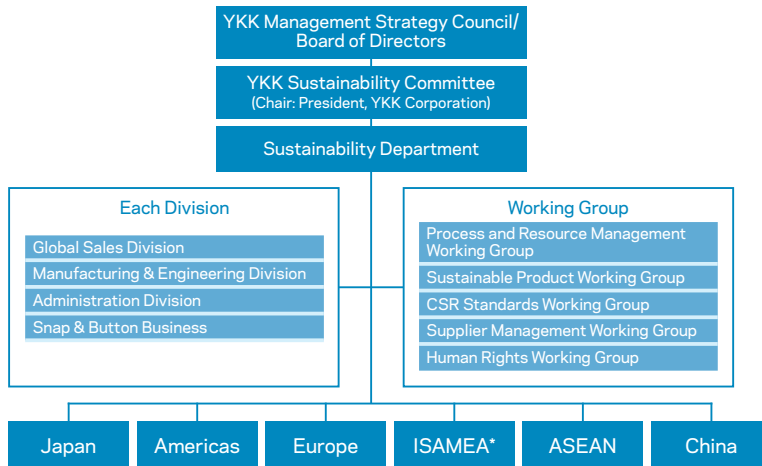 YKK Management Strategy Council/
Board of Directors
YKK Sustainability Committee
(Chair: President, YKK Corporation)
Sustainability Department
Each Division
Global Sales Division
Manufacturing & Engineering Division
Administration Division
Snap & Button Business
Working Group
Process and Resource Management
Working Group
Sustainable Product Working Group
CSR Standards Working Group
Supplier Management Working Group
Human Rights Working Group
Japan
Americas
Europe
ISAMEA*
ASEAN
China